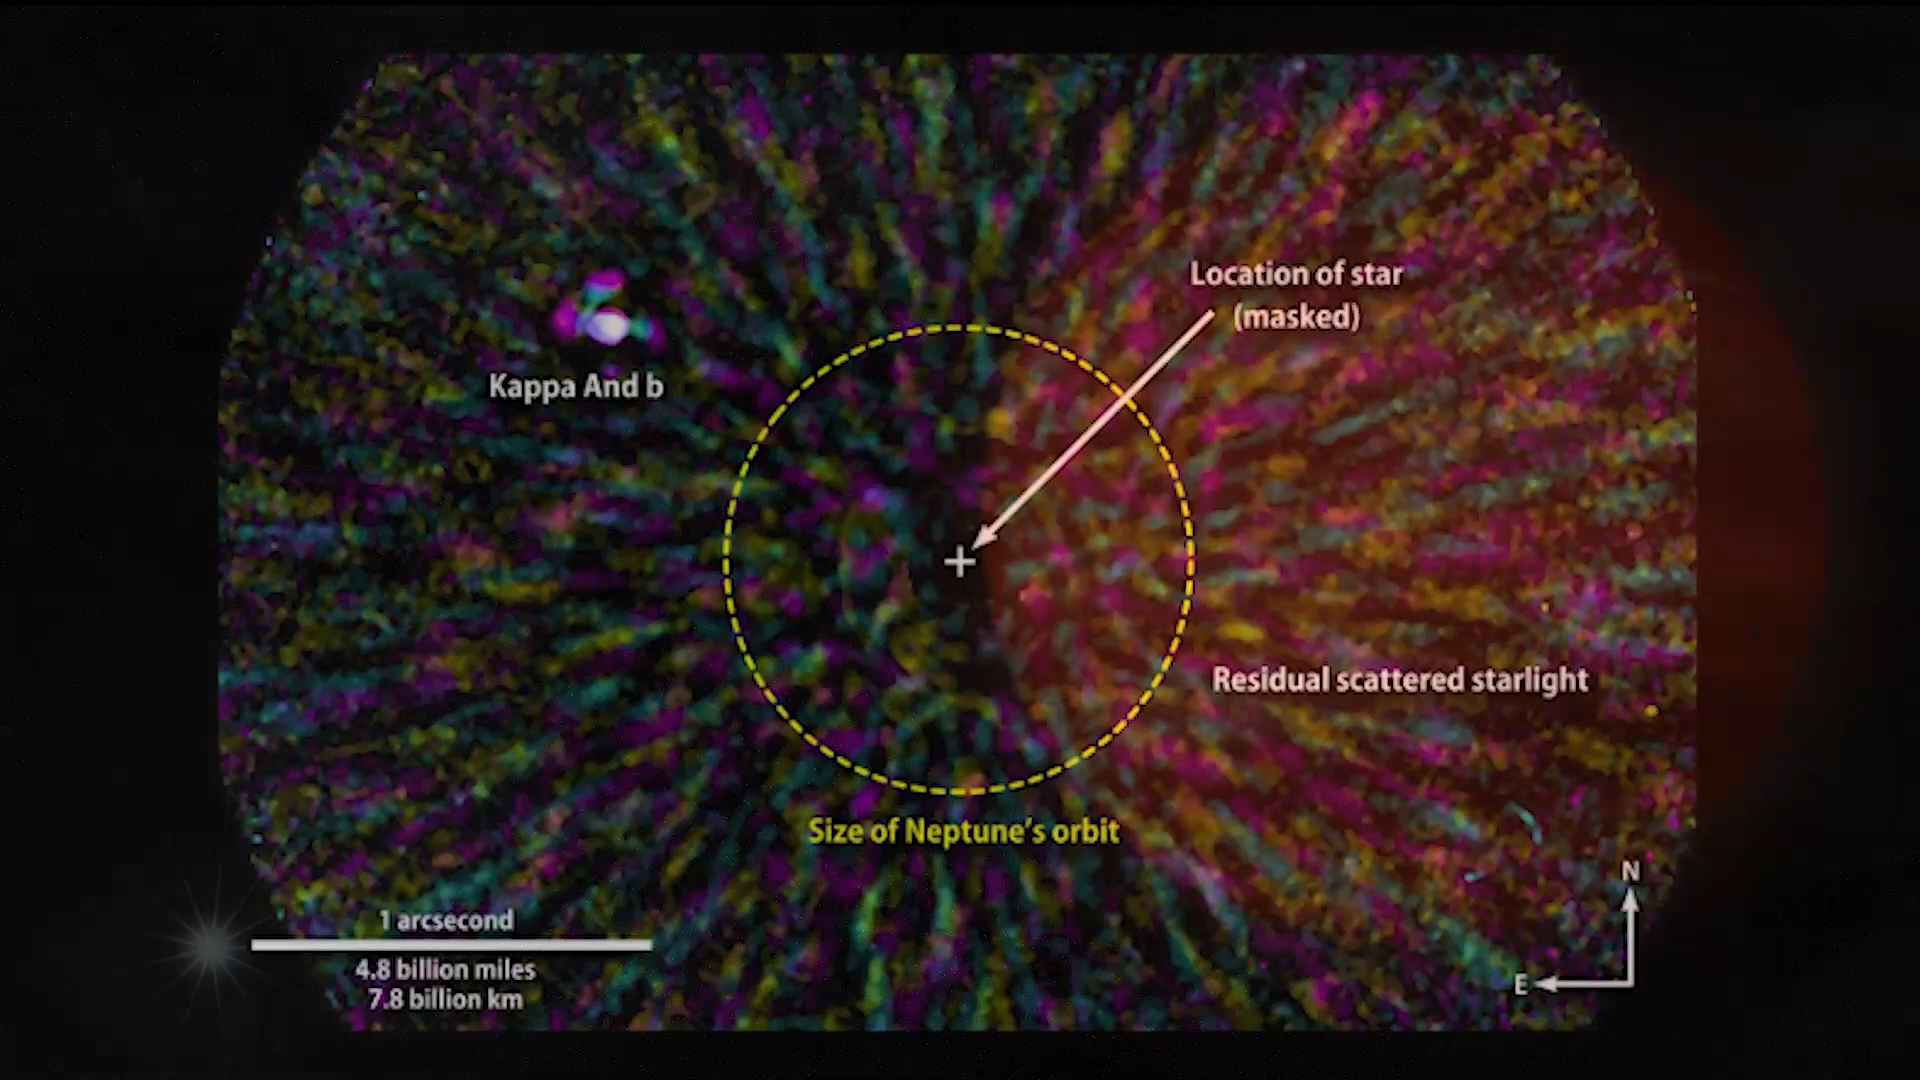 Location of star
(masked)
Kappa And b
Residual scattered starlight
Size of Neptune's orbit
N
1 arcsecond
4.8 billion miles
7.8 billion km
E